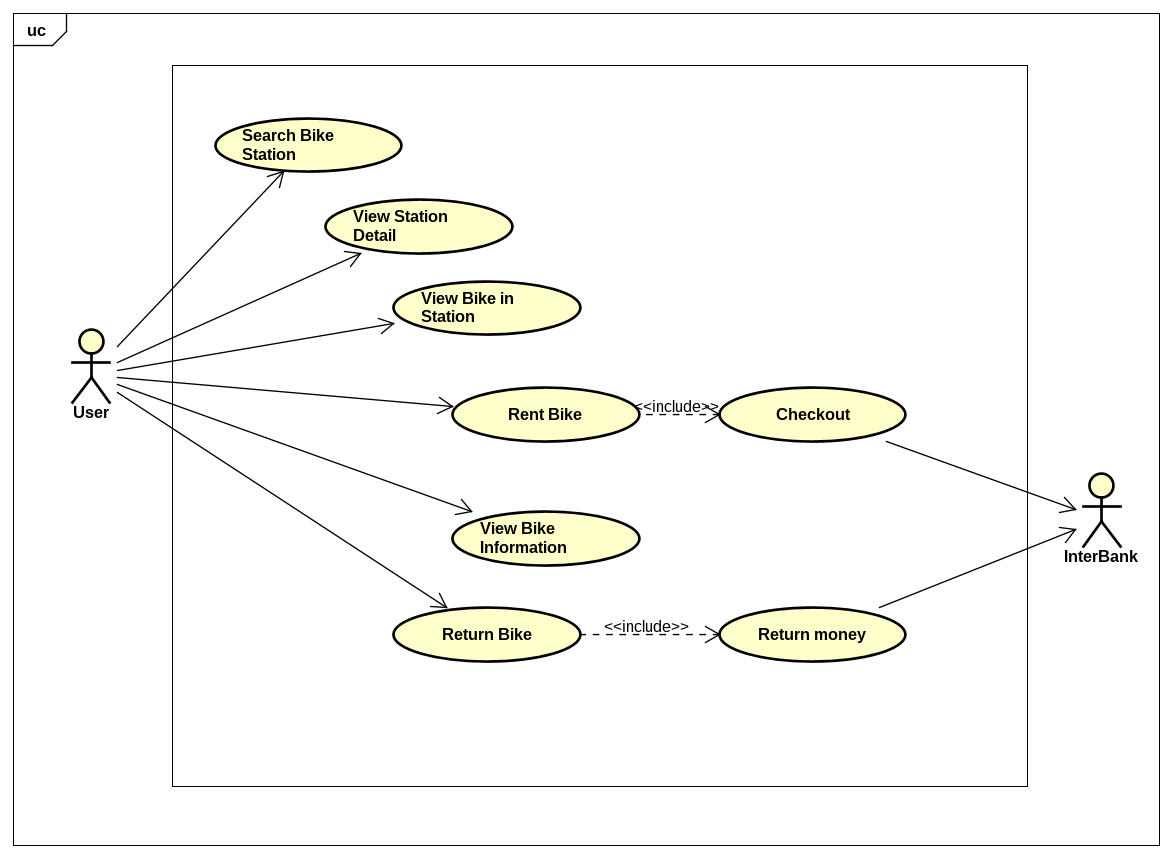 uc
Search Bike
Station
View Station
Detail
View Bike in
Station
User
Rent Bike
<<include>>
Checkout
View Bike
Information
InterBank
Return Bike
<<include>>
Return money